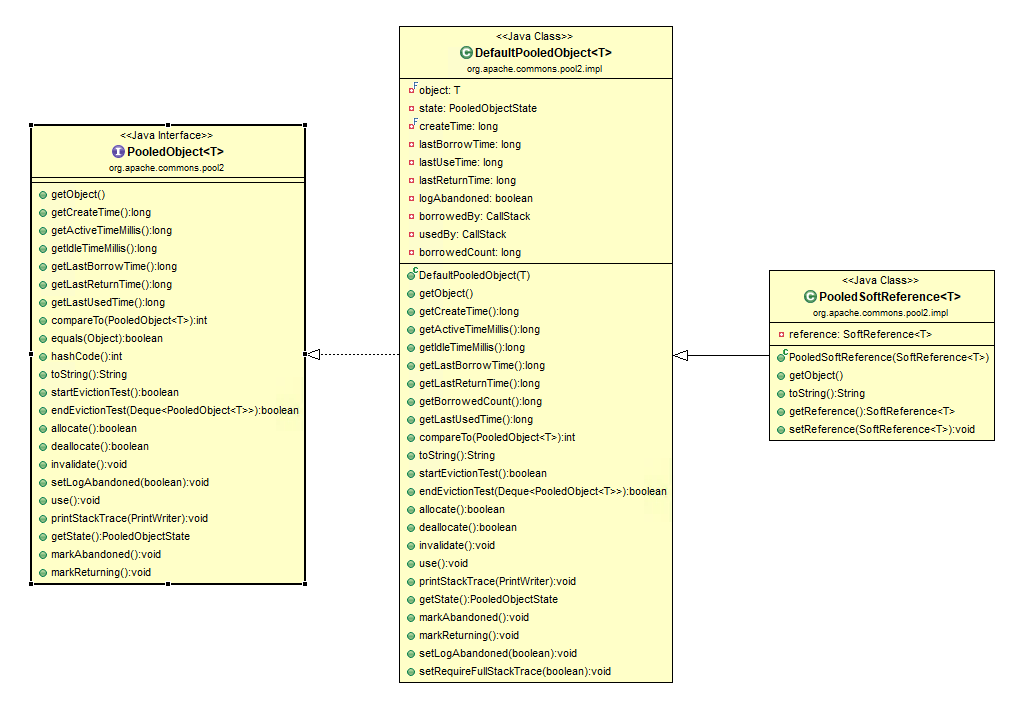 <<Java Interface>>
PooledObject<T>
org.apache.commons.pool2
getObject()
getCreateTime():long
getActiveTimeMillis():long
getIdleTimeMillis():long
getLastBorrowTime():long
getLastReturnTime():long
getLastUsedTime():long
compareTo(PooledObject<T>):int
equals(Object):boolean
hashCode():int
toString():String
startEvictionTest():boolean
endEvictionTest(Deque<PooledObject<T>>):boolean
allocate():boolean
deallocate():boolean
invalidate():void
setLogAbandoned(boolean):void
use():void
printStackTrace(PrintWriter):void
getState():PooledObjectState
markAbandoned():void
markReturning():void
<<Java Class>>
DefaultPooledObject<T>
org.apache.commons.pool2.impl
object: T
state: PooledObjectState
createTime: long
lastBorrowTime: long
lastUseTime: long
lastReturnTime: long
logAbandoned: boolean
borrowedBy: CallStack
usedBy: CallStack
borrowedCount: long
DefaultPooledObject(T)
getObject()
getCreateTime():long
getActiveTimeMillis():long
getIdleTimeMillis():long
getLastBorrowTime():long
getLastReturnTime():long
getBorrowedCount():long
getLastUsedTime():long
compareTo(PooledObject<T>):int
toString():String
startEvictionTest():boolean
endEvictionTest(Deque<PooledObject<T>>):boolean
allocate():boolean
deallocate():boolean
invalidate():void
use():void
printStackTrace(PrintWriter):void
getState():PooledObjectState
markAbandoned():void
markReturning():void
setLogAbandoned(boolean):void
setRequireFullStackTrace(boolean):void
<<Java Class>>
PooledSoftReference<T>
org.apache.commons.pool2.impl
reference: SoftReference<T>
PooledSoftReference(SoftReference<T>)
getObject()
toString():String
getReference():SoftReference<T>
setReference(SoftReference<T>):void